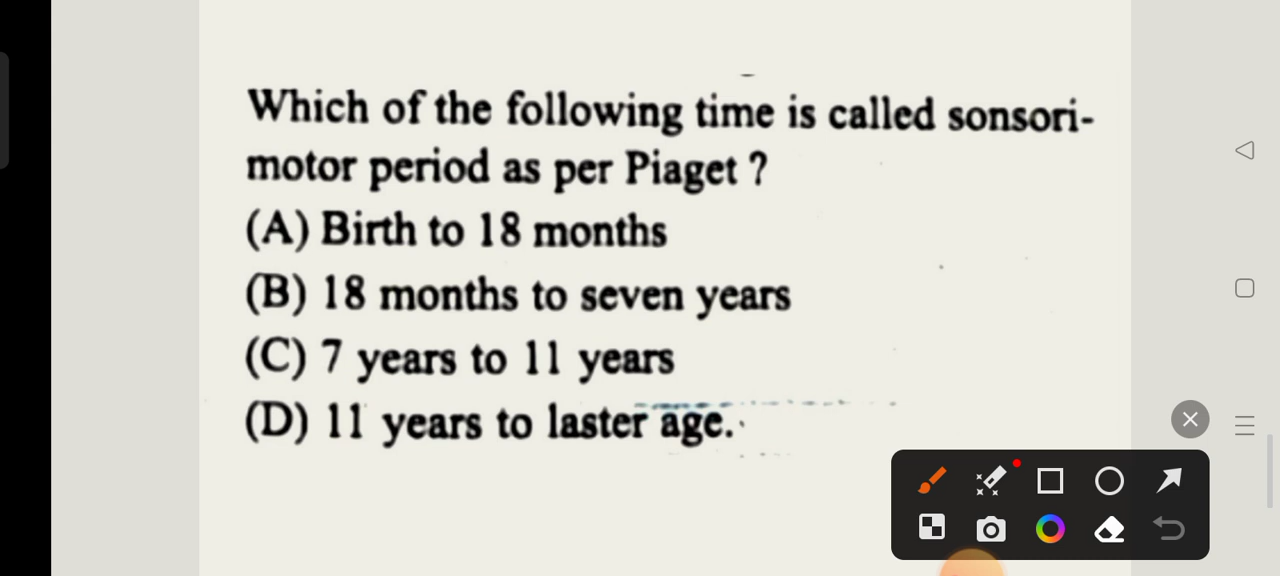 Which of the following time is called sonsori-
motor period as per Piaget ?
(A) Birth to 18 months
(B) 18 months to seven years
(C) 7 years to 11 years
(D) 11 years to laster age.